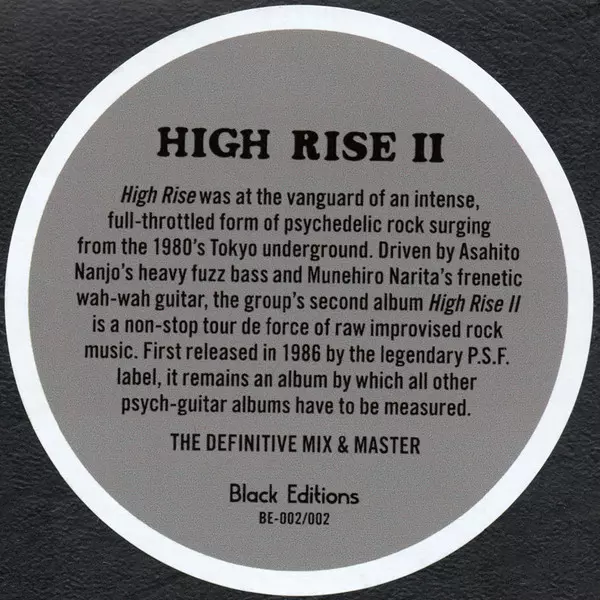 HIGH RISE II
High Rise was at the vanguard of an intense,
full-throttled form of psychedelic rock surging
from the 1980's Tokyo underground. Driven by Asahito
Nanjo's heavy fuzz bass and Munehiro Narita's frenetic
wah-wah guitar, the group's second album High Rise II
is a non-stop tour de force of raw improvised rock
music. First released in 1986 by the legendary P.S.F.
label, it remains an album by which all other
psych-guitar albums have to be measured.
THE DEFINITIVE MIX & MASTER
Black Editions
BE-002/002